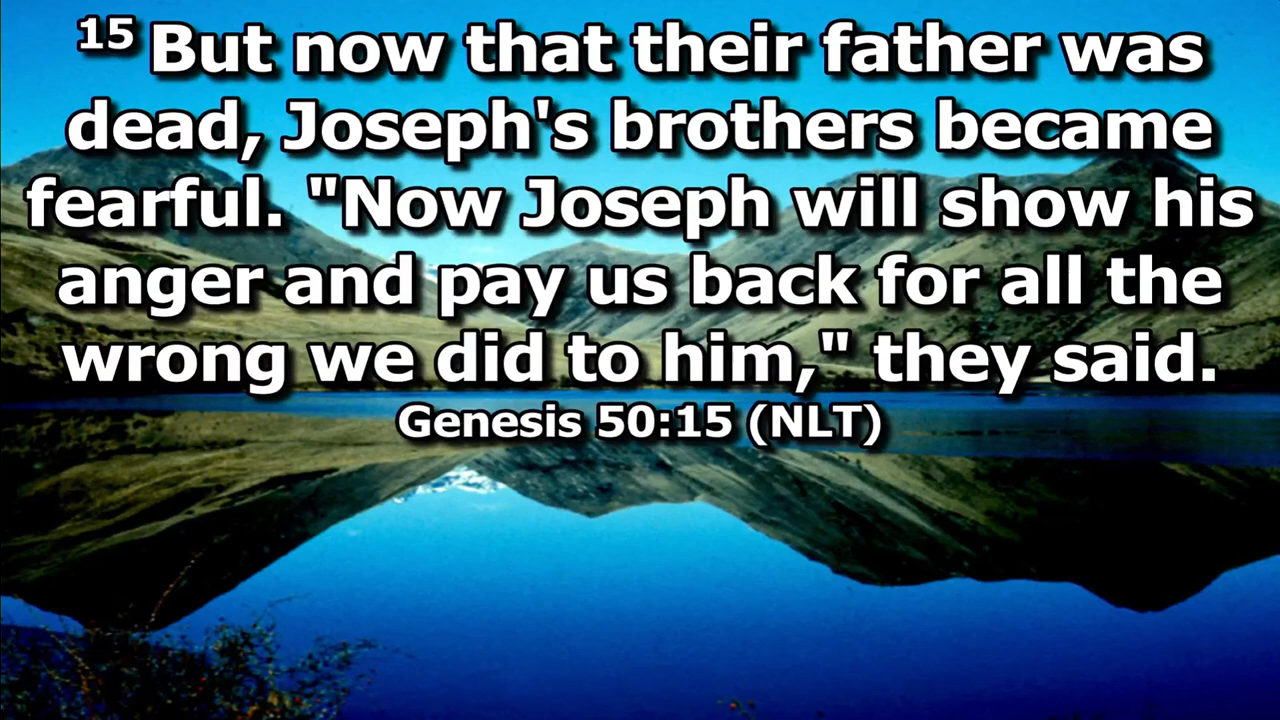 15 But now that their father was
dead, Joseph's brothers became
fearful. "Now Joseph will show his
anger and pay us back for all the
wrong we did to him," they said.
Genesis 50:15 (NLT)